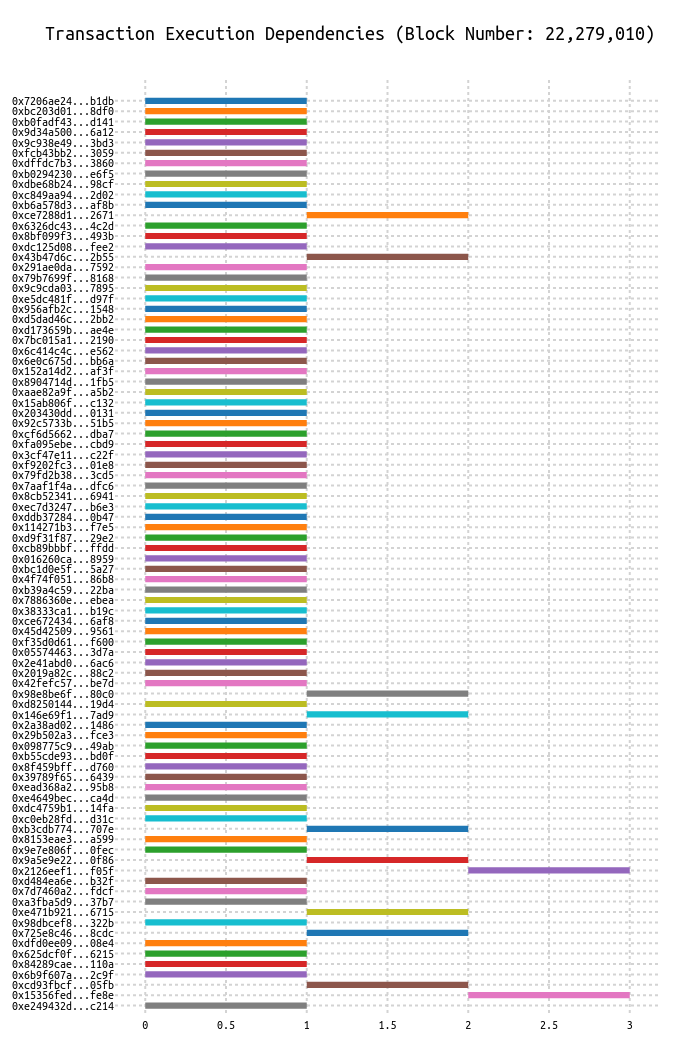 Transaction Execution Dependencies (Block Number: 22,279,010)
0x7206ae24...b1db
0xbc203d01...8df0
0xb0fadf43...d141
0x9d34a500...6a12
0x9c938e49...3bd3
0xfcb43bb2...3059
0xdffdc7b3...3860
0xb0294230...e6f5
0xdbe68b24...98cf
0xc849aa94...2d02
0xb6a578d3...af8b
0xce7288d1...2671
0x6326dc43...4c2d
0x8bf099f3...493b
0xdc125d08...fee2
0x43b47d6c...2b55
0x291ae0da...7592
0x79b7699f...8168
0x9c9cda03...7895
0xe5dc481f...d97f
0x956afb2c...1548
0xd5dad46c...2bb2
0xd173659b...ae4e
0x7bc015a1...2190
0x6c414c4c...e562
0x6e0c675d...bb6a
0x152a14d2...af3f
0x8904714d...1fb5
0xaae82a9f...a5b2
0x15ab806f...c132
0x203430dd...0131
0x92c5733b...51b5
0xcf6d5662...dba7
0xfa095ebe...cbd9
0x3cf47e11...c22f
0xf9202fc3...01e8
0x79fd2b38...3cd5
0x7aaf1f4a...dfc6
0x8cb52341...6941
0xec7d3247...b6e3
0xddb37284...0b47
0x114271b3...f7e5
0xd9f31f87...29e2
0xcb89bbbf...ffdd
0x016260ca...8959
0xbc1d0e5f...5a27
0x4f74f051...86b8
0xb39a4c59...22ba
0x7886360e...ebea
0x38333ca1...b19c
0xce672434...6af8
0x45d42509...9561
0xf35d0d61...f600
0x05574463...3d7a
0x2e41abd0...6ac6
0x2019a82c...88c2
0x42fefc57...be7d
0x98e8be6f...80c0
0xd8250144...19d4
0x146e69f1...7ad9
0x2a38ad02...1486
0x29b502a3...fce3
0x098775c9...49ab
0xb55cde93...bd0f
0x8f459bff...d760
0x39789f65...6439
0xead368a2...95b8
0xe4649bec...ca4d
0xdc4759b1...14fa
0xc0eb28fd...d31c
0xb3cdb774...707e
0x8153eae3...a599
0x9e7e806f...0fec
0x9a5e9e22...0f86
0x2126eef1...f05f
0xd484ea6e...b32f
0x7d7460a2...fdcf
0xa3fba5d9...37b7
0xe471b921...6715
0x98dbcef8...322b
0x725e8c46...8cdc
0xdfd0ee09...08e4
0x625dcf0f...6215
0x84289cae...110a
0x6b9f607a...2c9f
0xcd93fbcf...05fb
0x15356fed...fe8e
0xe249432d...c214
0 0.5 1 1.5 2 2.5 3